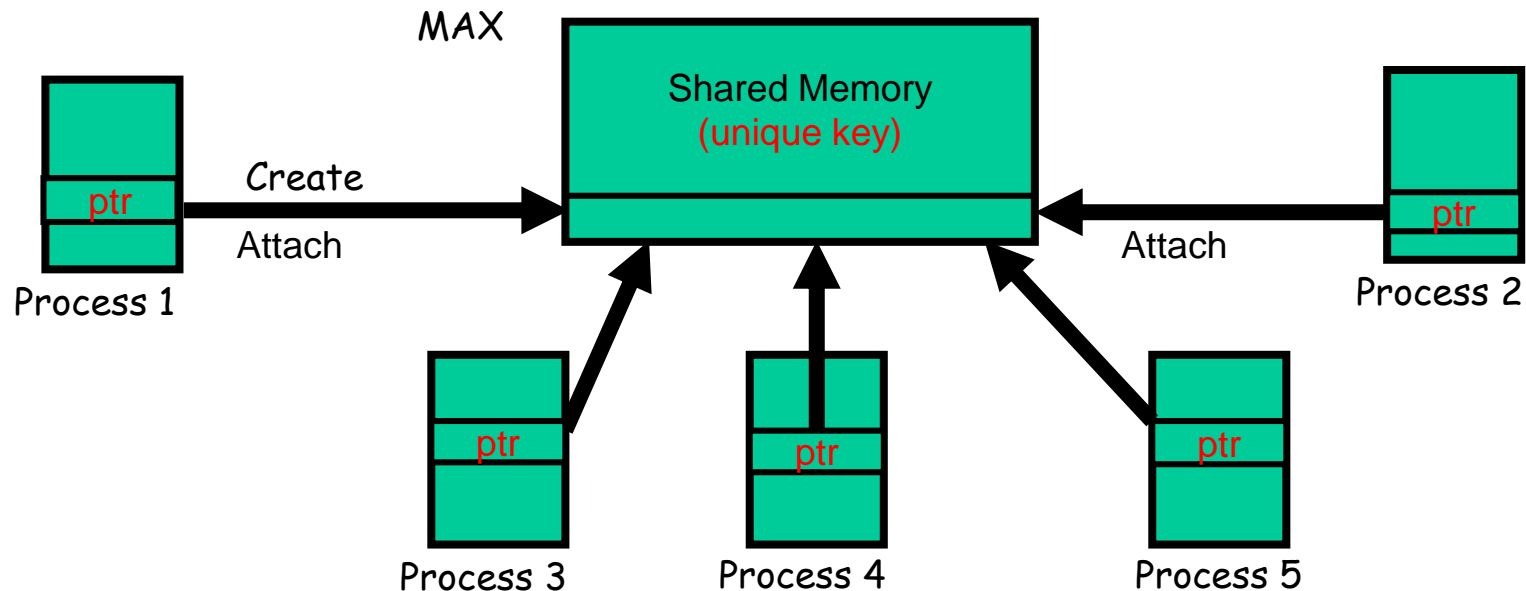 MAX
Shared Memory
(unique key)
ptr
Create
Attach
Process 1
Attach
ptr
Process 2
ptr
Process 3
ptr
Process 4
ptr
Process 5